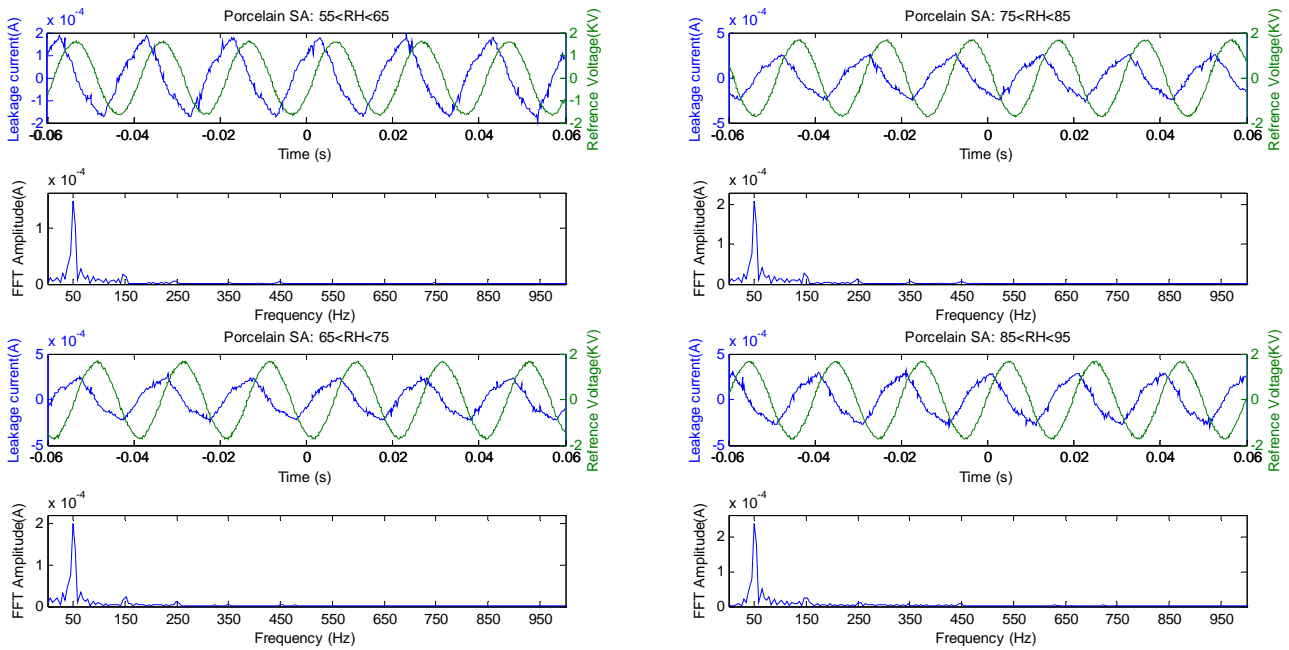 x 10-4
Porcelain SA: 55<RH<65
Leakage current(A)
2
1
0
-1
-2
2
1
0
-1
-2
Refrence Voltage(KV)
-0.06 -0.04 -0.02 0 0.02 0.04 0.06
Time (s)
x 10-4
FFT Amplitude(A)
1
0
50 150 250 350 450 550 650 750 850 950
Frequency (Hz)
x 10-4
Porcelain SA: 75<RH<85
Leakage current(A)
5
0
-5
2
0
-2
Refrence Voltage(KV)
-0.06 -0.04 -0.02 0 0.02 0.04 0.06
Time (s)
x 10-4
FFT Amplitude(A)
2
1
0
50 150 250 350 450 550 650 750 850 950
Frequency (Hz)
x 10-4
Porcelain SA: 65<RH<75
Leakage current(A)
5
0
-5
2
0
-2
Refrence Voltage(KV)
-0.06 -0.04 -0.02 0 0.02 0.04 0.06
Time (s)
x 10-4
FFT Amplitude(A)
2
1
0
50 150 250 350 450 550 650 750 850 950
Frequency (Hz)
x 10-4
Porcelain SA: 85<RH<95
Leakage current(A)
5
0
-5
2
0
-2
Refrence Voltage(KV)
-0.06 -0.04 -0.02 0 0.02 0.04 0.06
Time (s)
x 10-4
FFT Amplitude(A)
2
1
0
50 150 250 350 450 550 650 750 850 950
Frequency (Hz)